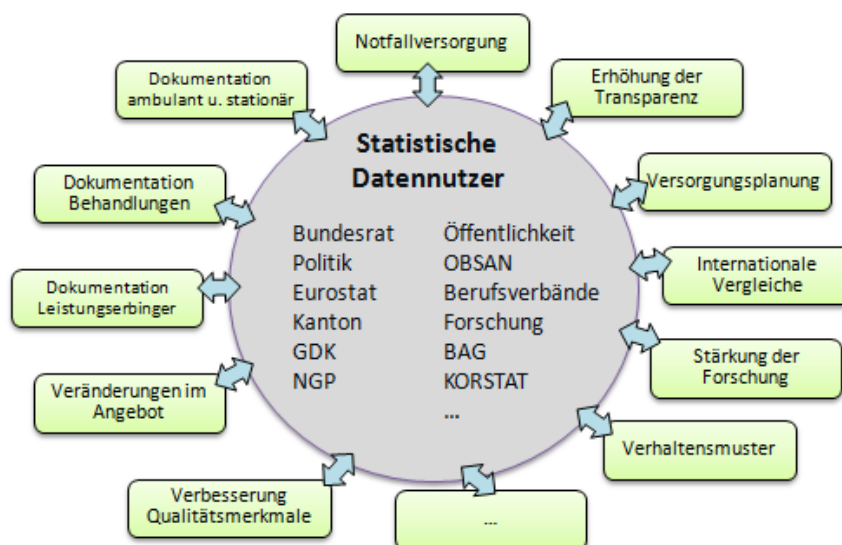 Notfallversorgung
Dokumentation
ambulant u. stationär
Erhöhung der
Transparenz
Statistische
Datennutzer
Dokumentation
Behandlungen
Versorgungsplanung
Bundesrat
Politik
Eurostat
Kanton
GDK
NGP
Öffentlichkeit
OBSAN
Berufsverbände
Forschung
BAG
KORSTAT
...
Dokumentation
Leistungserbinger
Internationale
Vergleiche
Veränderungen im
Angebot
Stärkung der
Forschung
Verhaltensmuster
Verbesserung
Qualitätsmerkmale
...